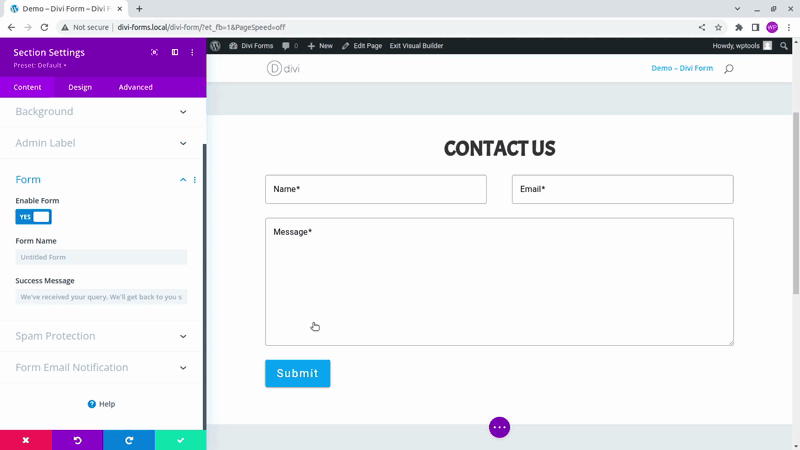 Demo – Divi Form – Divi Fo
Not secure
divi-forms.local/divi-form/?et_fb=1&PageSpeed=off
WP
Section Settings
Preset: Default
Content
Design
Advanced
Background
Admin Label
Form
Enable Form
YES
Form Name
Untitled Form
Success Message
We've received your query. We'll get back to you s
Spam Protection
Form Email Notification
Help
Divi Forms
0
New
Edit Page
Exit Visual Builder
Howdy, wptools
D divi
Demo – Divi Form
CONTACT US
Name*
Email*
Message*
Submit